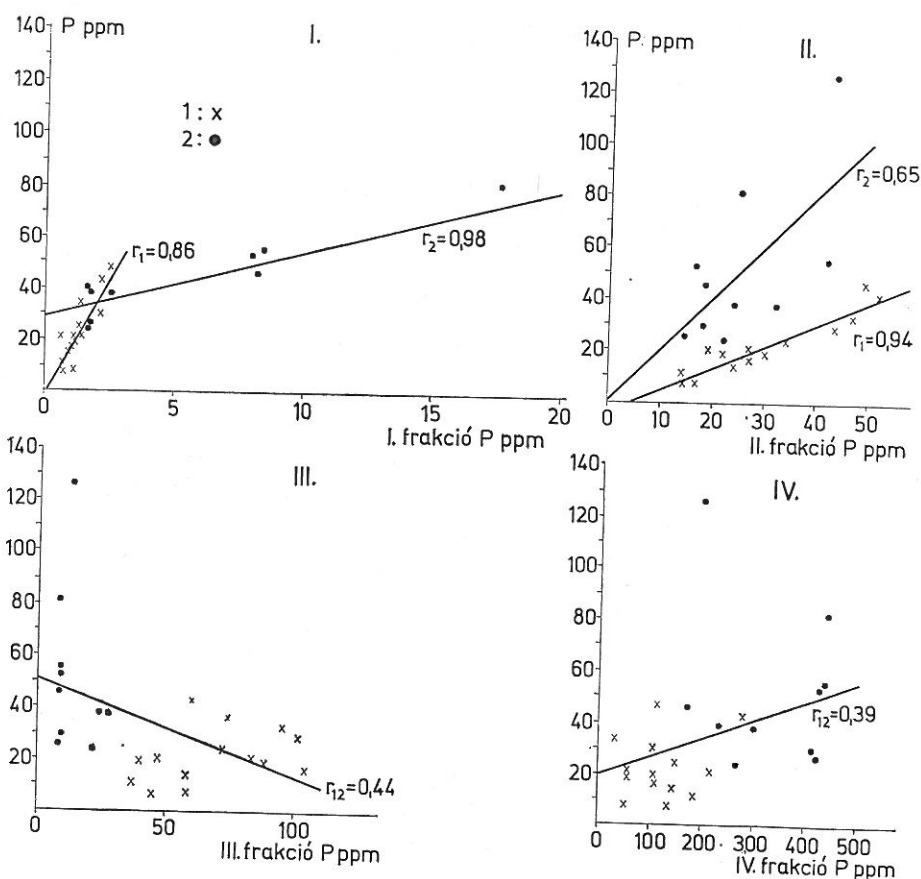 P ppm
I.
140
120
100
80
60
40
20
0
1: x
2: ●
r₁=0,86
r₂=0,98
0 5 10 15 20
I. frakció P ppm
P. ppm
II.
140
120
100
80
60
40
20
0
r₂=0,65
r₁=0,94
10 20 30 40 50
II. frakció P ppm
III.
140
120
100
80
60
40
20
0
r₁₂=0,44
0 50 100
III. frakció P ppm
IV.
140
120
100
80
60
40
20
r₁₂=0,39
0 100 200 300 400 500
IV. frakció P ppm